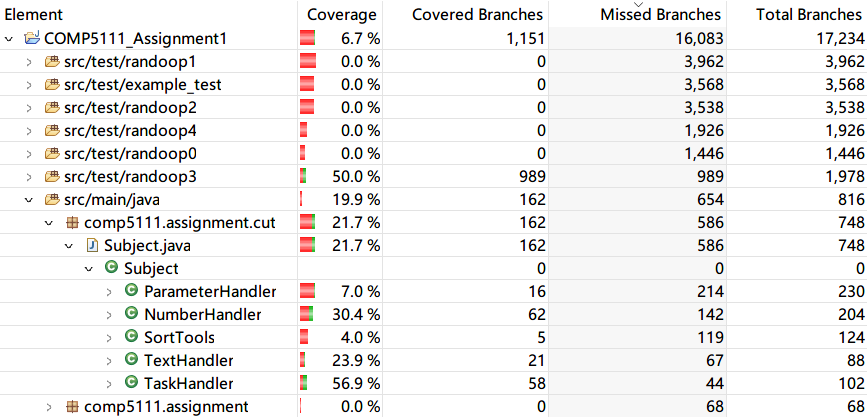 Element Coverage Covered Branches Missed Branches Total Branches
COMP5111_Assignment1 6.7 % 1,151 16,083 17,234
src/test/randoop1 0.0 % 0 3,962 3,962
src/test/example_test 0.0 % 0 3,568 3,568
src/test/randoop2 0.0 % 0 3,538 3,538
src/test/randoop4 0.0 % 0 1,926 1,926
src/test/randoop0 0.0 % 0 1,446 1,446
src/test/randoop3 50.0 % 989 989 1,978
src/main/java 19.9 % 162 654 816
comp5111.assignment.cut 21.7 % 162 586 748
Subject.java 21.7 % 162 586 748
Subject 0 0 0
ParameterHandler 7.0 % 16 214 230
NumberHandler 30.4 % 62 142 204
SortTools 4.0 % 5 119 124
TextHandler 23.9 % 21 67 88
TaskHandler 56.9 % 58 44 102
comp5111.assignment 0.0 % 0 68 68